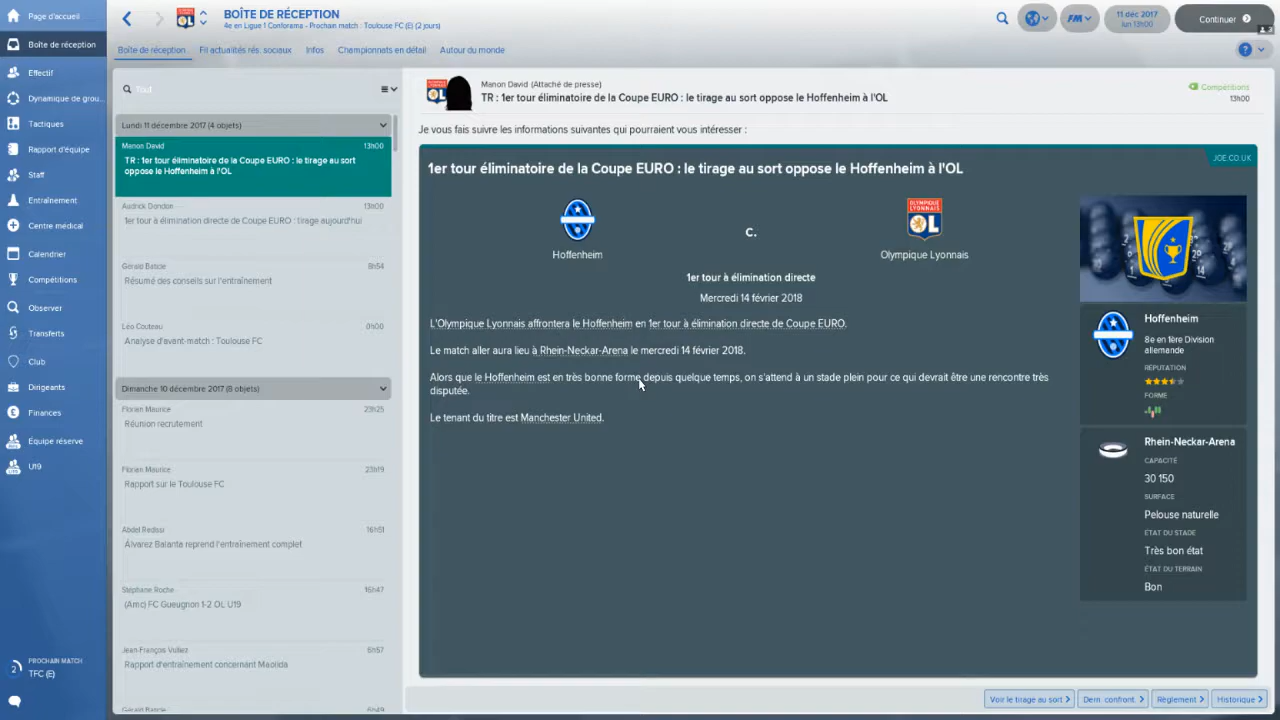 Page d'accueil
Boîte de réception
Effectif
Dynamique de grou...
Tactiques
Rapport d'équipe
Staff
Entraînement
Centre médical
Calendrier
Compétitions
Observer
Transferts
Club
Dirigeants
Finances
Équipe réserve
U19
PROCHAIN MATCH
2
TFC (E)
BOÎTE DE RÉCEPTION
4e en Ligue 1 Conforama - Prochain match : Toulouse FC (E) (2 jours)
FM
11 déc 2017
lun 13h00
Continuer
Boîte de réception
Fil actualités rés. sociaux
Infos
Championnats en détail
Autour du monde
?
Tout
Lundi 11 décembre 2017 (4 objets)
Manon David 13h00
TR : 1er tour éliminatoire de la Coupe EURO : le tirage au sort
oppose le Hoffenheim à l'OL
13h00
1er tour à élimination directe de Coupe EURO : tirage aujourd'hui
8h54
Résumé des conseils sur l'entraînement
Léo Couteau 0h00
Analyse d'avant-match : Toulouse FC
Dimanche 10 décembre 2017 (8 objets)
Florian Maurice 23h25
Réunion recrutement
Florian Maurice 23h19
Rapport sur le Toulouse FC
Abdel Redissi 16h51
Álvarez Balanta reprend l'entraînement complet
Stéphane Roche 15h47
(Amc) FC Gueugnon 1-2 OL U19
6h57
Rapport d'entraînement concernant Maolida
6h49
Manon David (Attaché de presse)
TR : 1er tour éliminatoire de la Coupe EURO : le tirage au sort oppose le Hoffenheim à l'OL
Compétitions
13h00
Je vous fais suivre les informations suivantes qui pourraient vous intéresser :
JOE.CO.UK
1er tour éliminatoire de la Coupe EURO : le tirage au sort oppose le Hoffenheim à l'OL
OLYMPIQUE
LYONNAIS
OL
Hoffenheim
C.
Olympique Lyonnais
1er tour à élimination directe
Mercredi 14 février 2018
L'Olympique Lyonnais affrontera le Hoffenheim en 1er tour à élimination directe de Coupe EURO.
Le match aller aura lieu à Rhein-Neckar-Arena le mercredi 14 février 2018.
Alors que le Hoffenheim est en très bonne forme depuis quelque temps, on s'attend à un stade plein pour ce qui devrait être une rencontre très
disputée.
Le tenant du titre est Manchester United.
Hoffenheim
8e en 1ère Division
allemande
RÉPUTATION
FORME
Rhein-Neckar-Arena
CAPACITÉ
30 150
SURFACE
Pelouse naturelle
ÉTAT DU STADE
Très bon état
ÉTAT DU TERRAIN
Bon
Voir le tirage au sort
Dern. confront.
Règlement
Historique